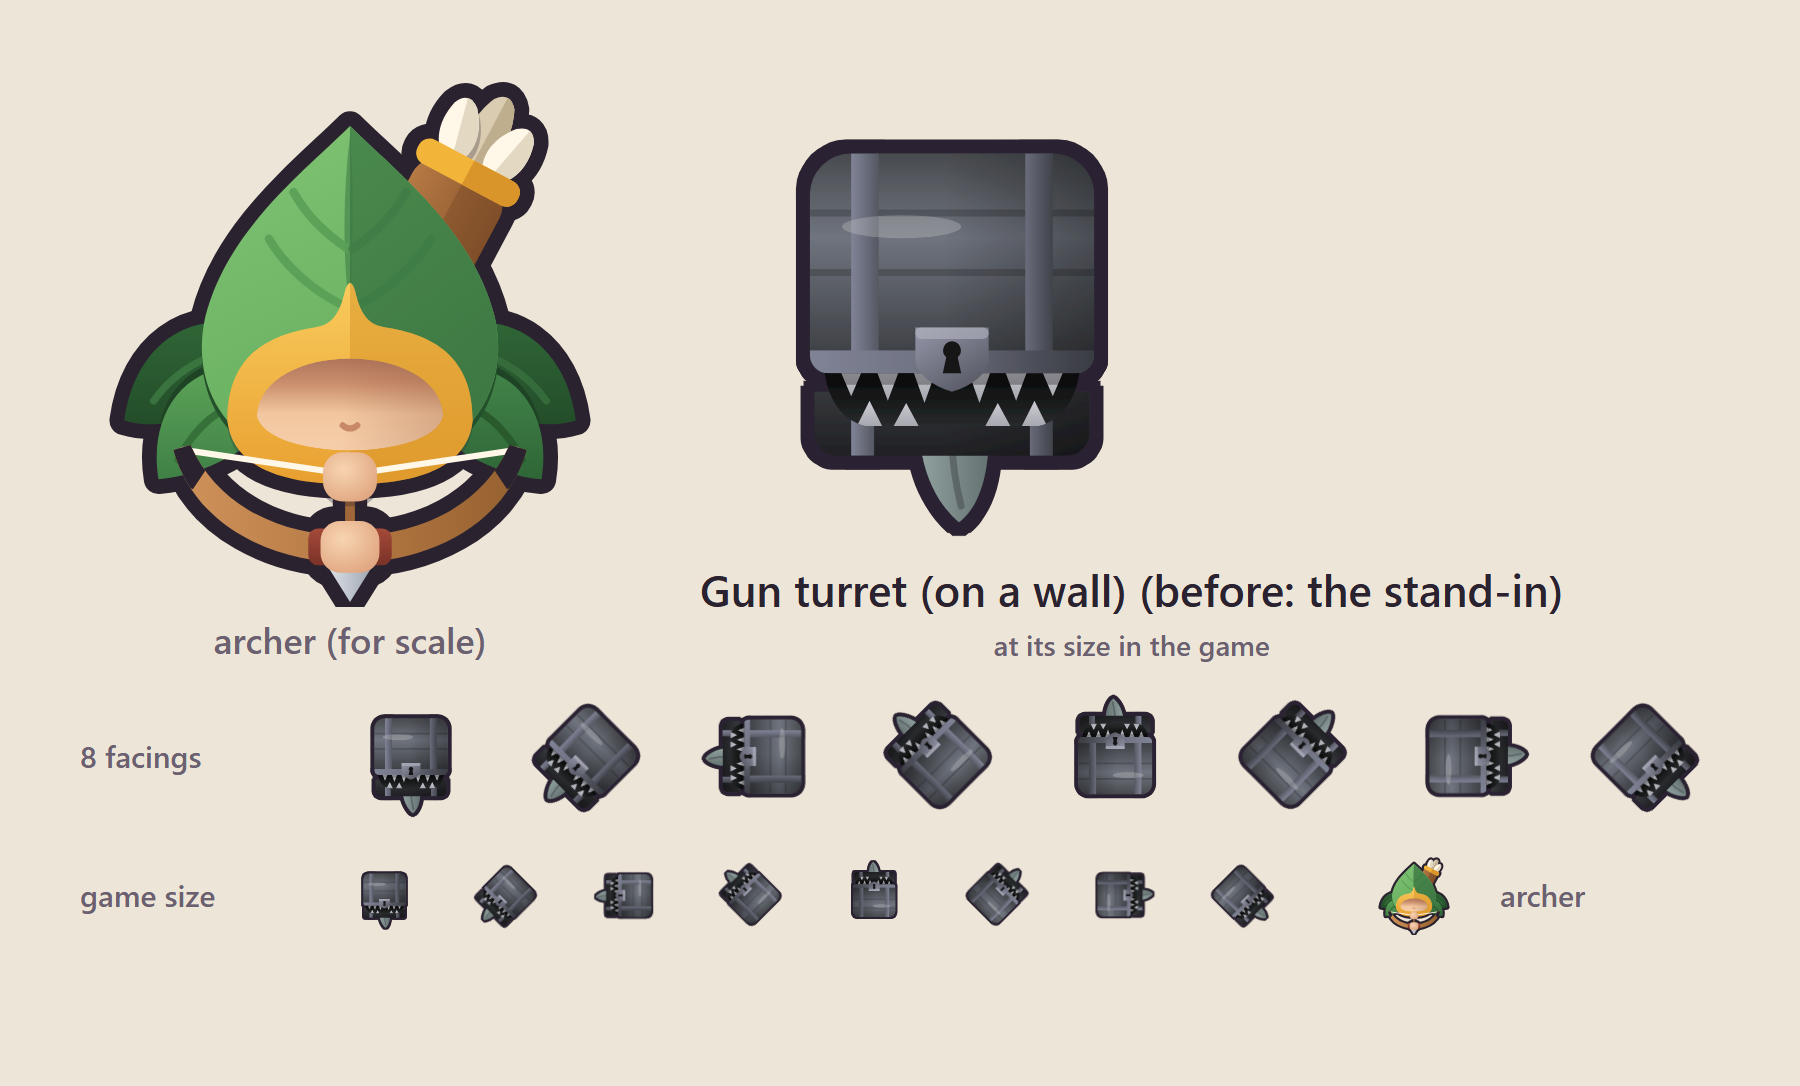 Gun turret (on a wall) (before: the stand-in)
archer (for scale)
at its size in the game
8 facings
game size
archer